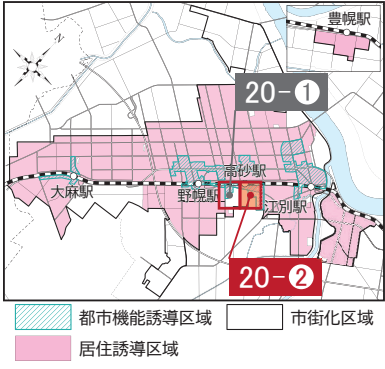 豊幌駅
N
20-❶
高砂駅
大麻駅
野幌駅
江別駅
20-❷
都市機能誘導区域
市街化区域
居住誘導区域